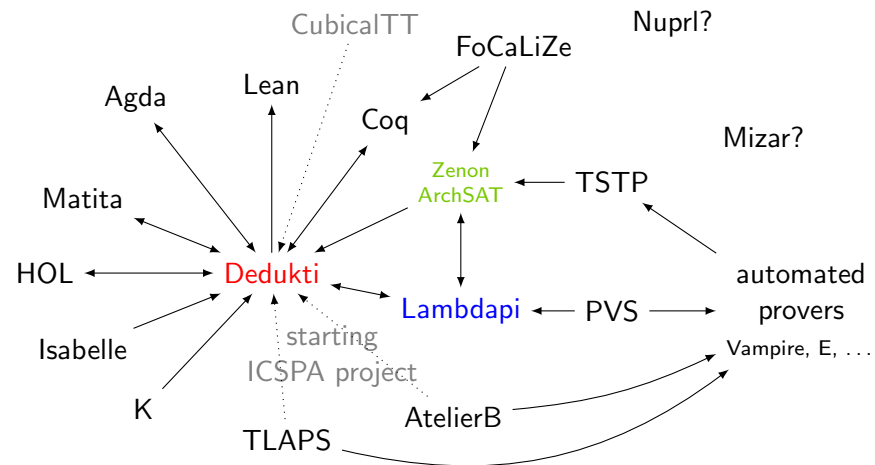 CubicalTT
Nuprl?
FoCaLiZe
Lean
Agda
Coq
Mizar?
Zenon
ArchSAT
TSTP
Matita
HOL
Dedukti
automated
provers
Vampire, E, ...
Lambdapi
PVS
starting
ICSPA project
Isabelle
K
AtelierB
TLAPS